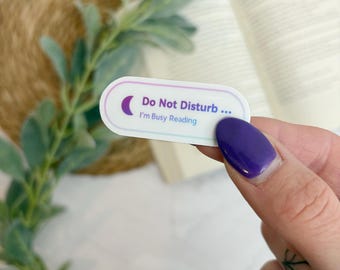 Do Not Disturb ...
I'm Busy Reading